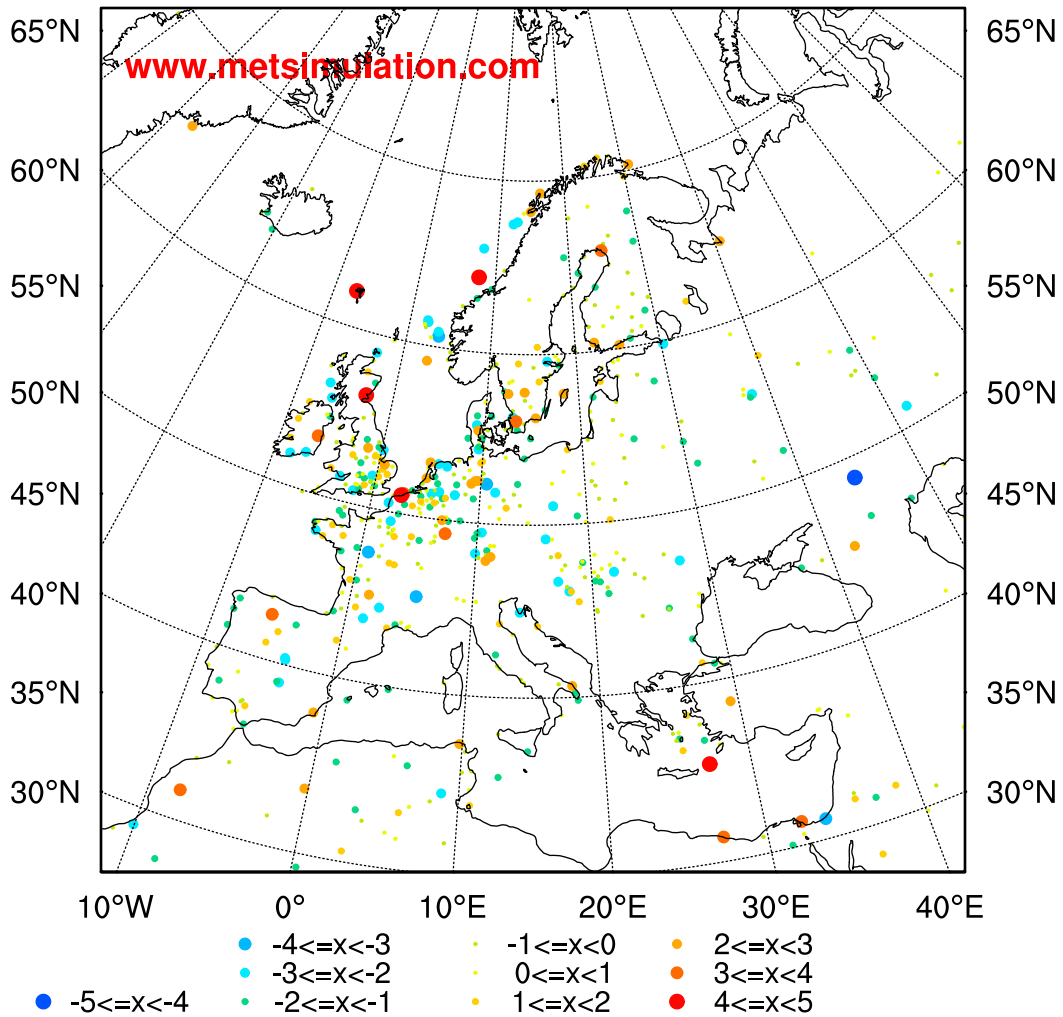 www.metsimulation.com
65°N 65°N
60°N 60°N
55°N 55°N
50°N 50°N
45°N 45°N
40°N 40°N
35°N 35°N
30°N 30°N
10°W 0° 10°E 20°E 30°E 40°E
-4<=x<-3 -1<=x<0 2<=x<3
-3<=x<-2 0<=x<1 3<=x<4
-5<=x<-4 -2<=x<-1 1<=x<2 4<=x<5